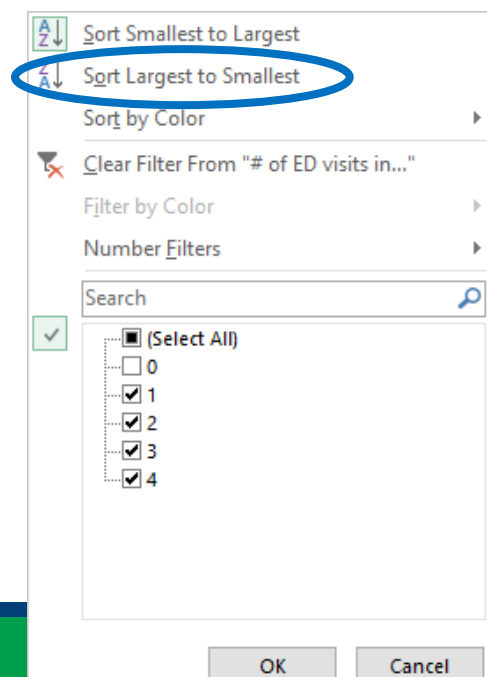 Sort Smallest to Largest
Sort Largest to Smallest
Sort by Color
Clear Filter From "# of ED visits in..."
Filter by Color
Number Filters
Search
(Select All)
0
1
2
3
4
OK Cancel